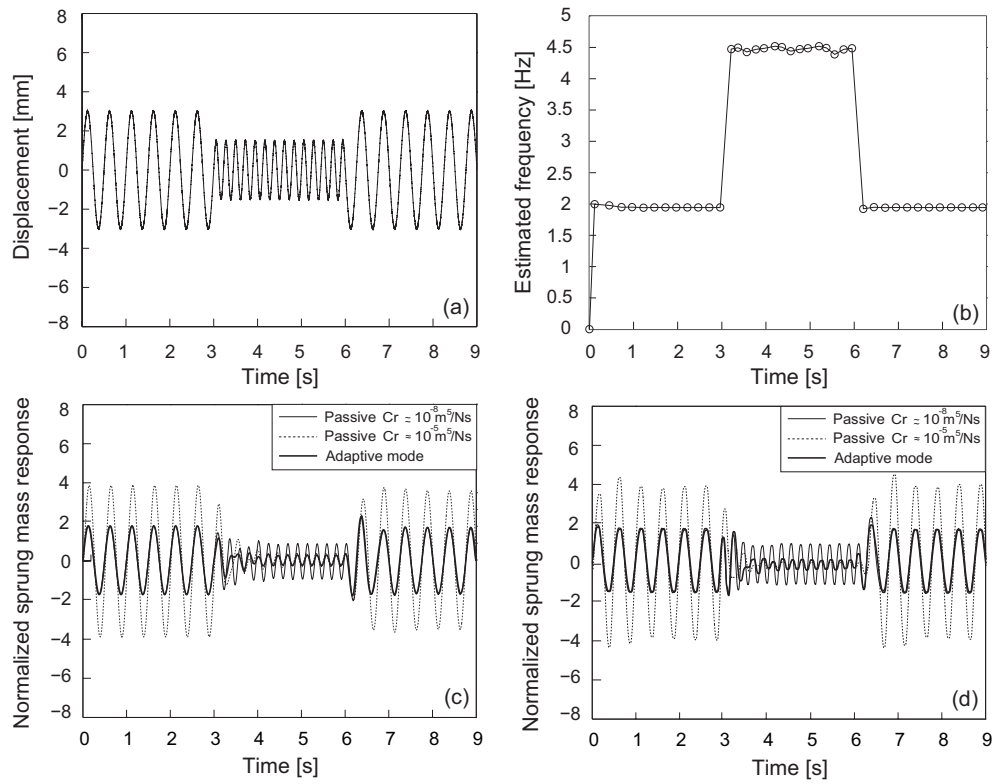 8
6
4
2
0
−2
−4
−6
−8
Displacement [mm]
(a)
0 1 2 3 4 5 6 7 8 9
Time [s]
5
4.5
4
3.5
3
2.5
2
1.5
1
0.5
0
Estimated frequency [Hz]
(b)
0 1 2 3 4 5 6 7 8 9
Time [s]
8
6
4
2
0
−2
−4
−6
−8
Normalized sprung mass response
Passive Cr ≃ 10⁻⁸m⁵/Ns
Passive Cr ≃ 10⁻⁵m⁵/Ns
Adaptive mode
(c)
0 1 2 3 4 5 6 7 8 9
Time [s]
8
6
4
2
0
−2
−4
−6
−8
Normalized sprung mass response
Passive Cr ≃ 10⁻⁸m⁵/Ns
Passive Cr ≃ 10⁻⁵m⁵/Ns
Adaptive mode
(d)
0 1 2 3 4 5 6 7 8 9
Time [s]